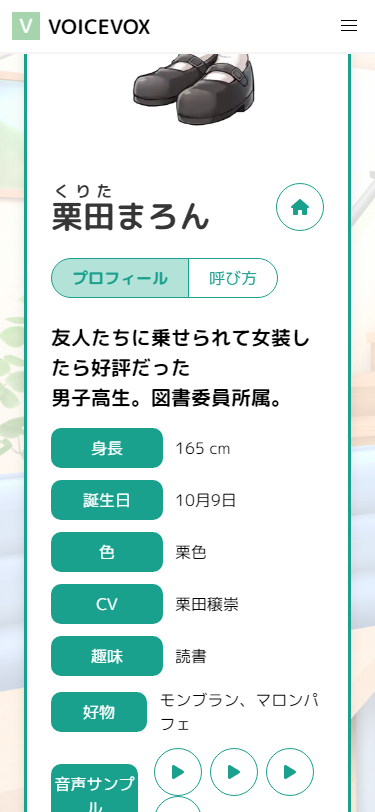 V VOICEVOX
くりた
栗田まろん
プロフィール 呼び方
友人たちに乗せられて女装し
たら好評だった
男子高生。図書委員所属。
身長 165 cm
誕生日 10月9日
色 栗色
CV 栗田穣崇
趣味 読書
好物 モンブラン、マロンパ
フェ
音声サンプ
ル